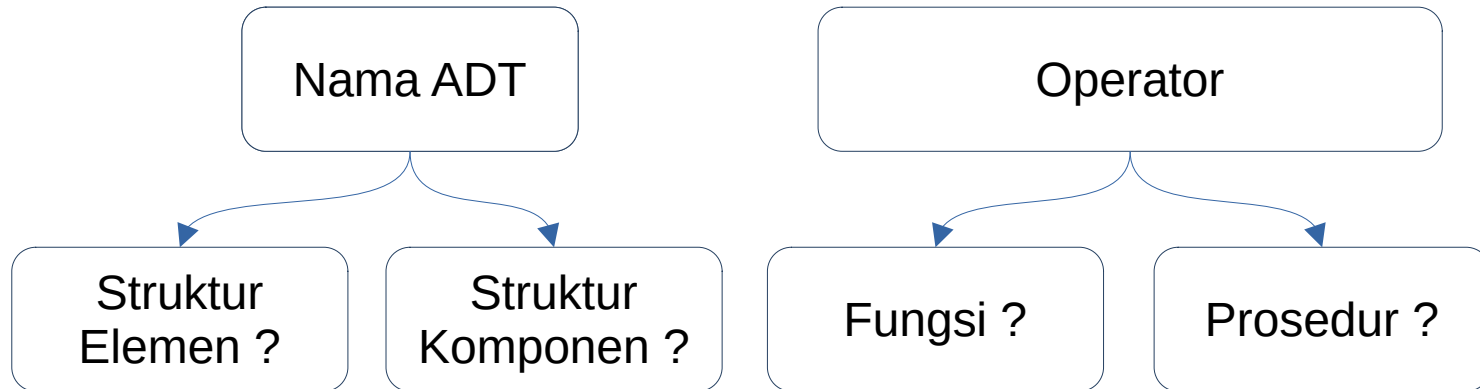 Nama ADT
Operator
Struktur
Elemen ?
Struktur
Komponen ?
Fungsi ?
Prosedur ?